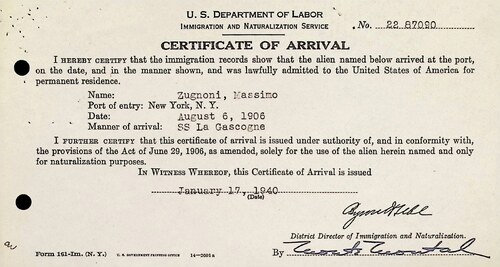 U. S. DEPARTMENT OF LABOR
IMMIGRATION AND NATURALIZATION SERVICE
No. 22 87090
CERTIFICATE OF ARRIVAL
I HEREBY CERTIFY that the immigration records show that the alien named below arrived at the port,
on the date, and in the manner shown, and was lawfully admitted to the United States of America for
permanent residence.
Name: Zugnoni, Massimo
Port of entry: New York, N. Y.
Date: August 6, 1906
Manner of arrival: SS La Gascogne
I FURTHER CERTIFY that this certificate of arrival is issued under authority of, and in conformity with,
the provisions of the Act of June 29, 1906, as amended, solely for the use of the alien herein named and only
for naturalization purposes.
IN WITNESS WHEREOF, this Certificate of Arrival is issued
January 17, 1940
(Date)
District Director of Immigration and Naturalization.
By
Form 161-Im. (N. Y.) U. S. GOVERNMENT PRINTING OFFICE